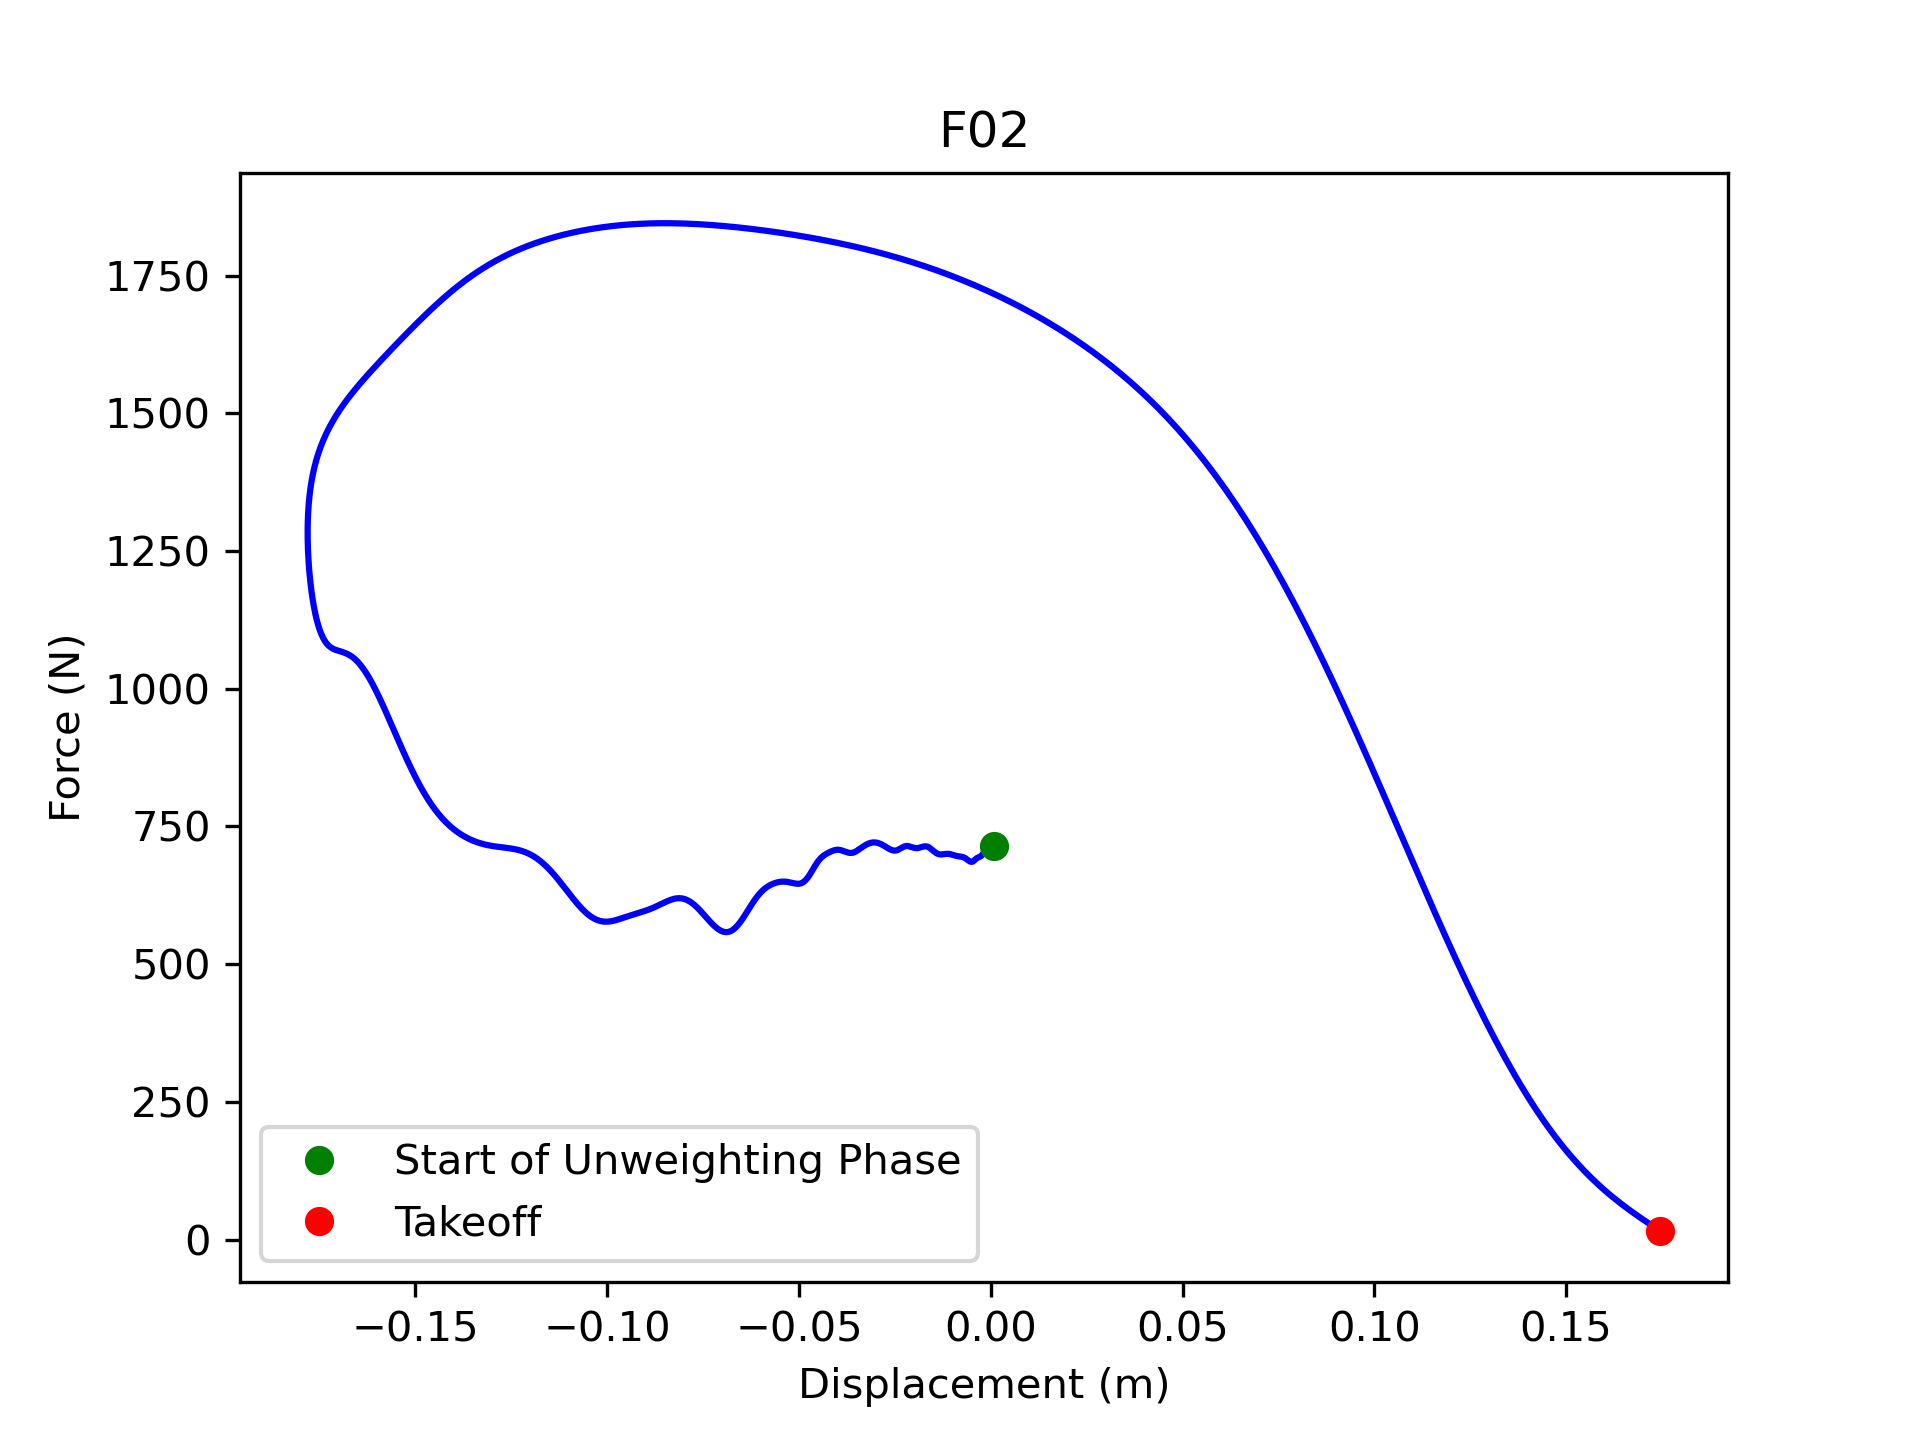 F02
Force (N)
1750
1500
1250
1000
750
500
250
0
Start of Unweighting Phase
Takeoff
−0.15 −0.10 −0.05 0.00 0.05 0.10 0.15
Displacement (m)